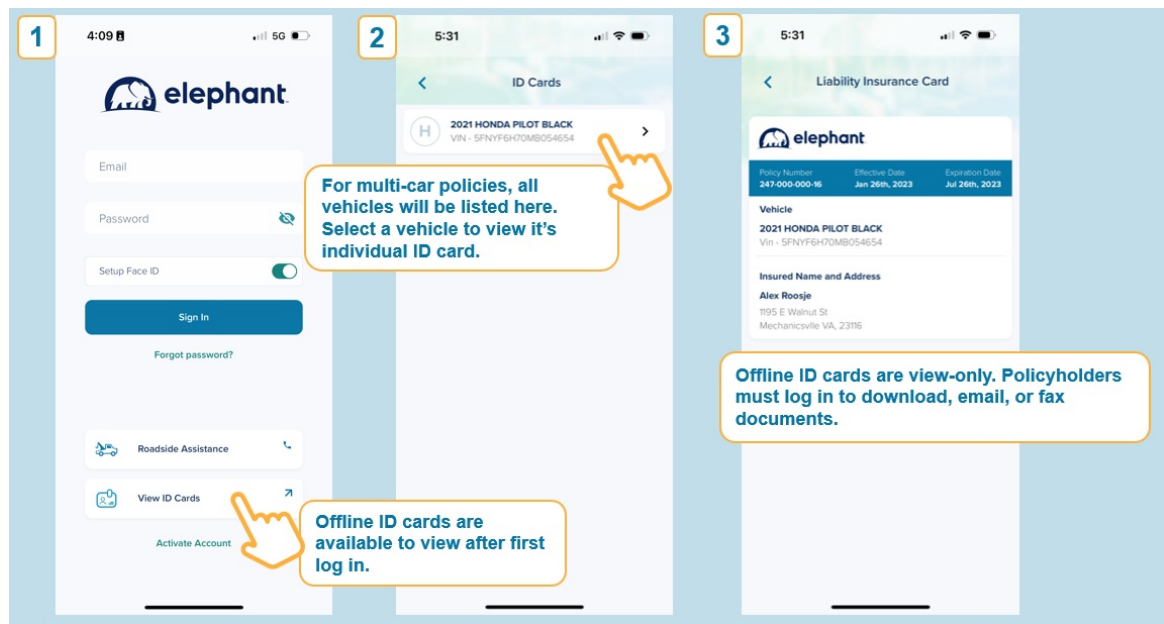 1
4:09
5G
elephant
Email
Password
Setup Face ID
Sign In
Forgot password?
Roadside Assistance
View ID Cards
Activate Account
Offline ID cards are
available to view after first
log in.
2
5:31
ID Cards
H
2021 HONDA PILOT BLACK
VIN - 5FNYF6H70MB054654
For multi-car policies, all
vehicles will be listed here.
Select a vehicle to view it's
individual ID card.
3
5:31
Liability Insurance Card
elephant
Policy Number Effective Date Expiration Date
247-000-000-16 Jan 26th, 2023 Jul 26th, 2023
Vehicle
2021 HONDA PILOT BLACK
Vin - 5FNYF6H70MB054654
Insured Name and Address
Alex Roosje
1195 E Walnut St
Mechanicsvlle VA, 23116
Offline ID cards are view-only. Policyholders
must log in to download, email, or fax
documents.